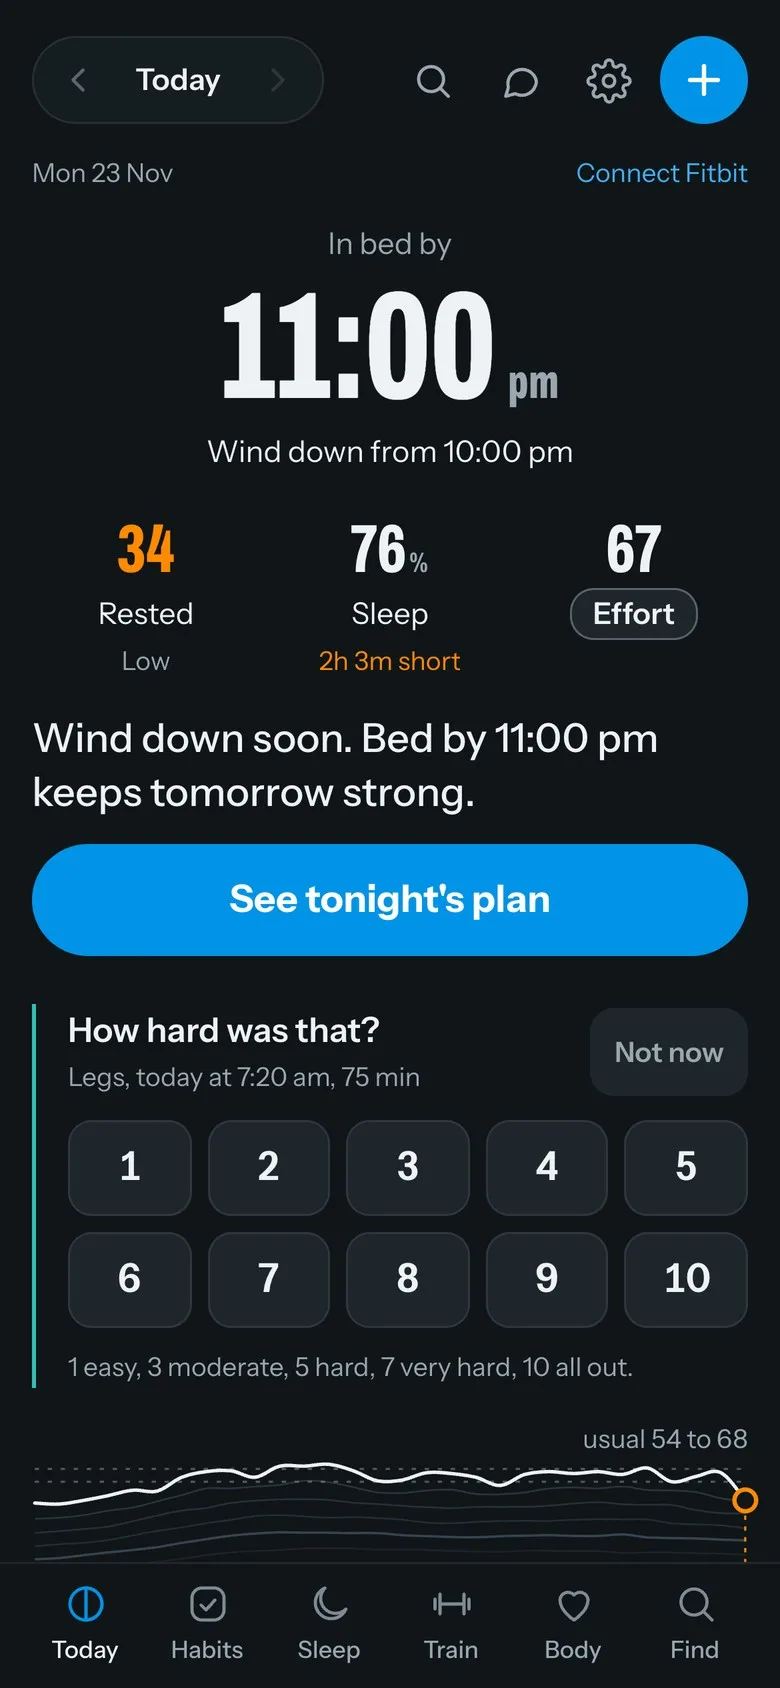 Today
Mon 23 Nov
Connect Fitbit
In bed by
11:00 pm
Wind down from 10:00 pm
34
76%
67
Rested
Sleep
Effort
Low
2h 3m short
Wind down soon. Bed by 11:00 pm
keeps tomorrow strong.
See tonight's plan
How hard was that?
Not now
Legs, today at 7:20 am, 75 min
1 2 3 4 5
6 7 8 9 10
1 easy, 3 moderate, 5 hard, 7 very hard, 10 all out.
usual 54 to 68
Today
Habits
Sleep
Train
Body
Find